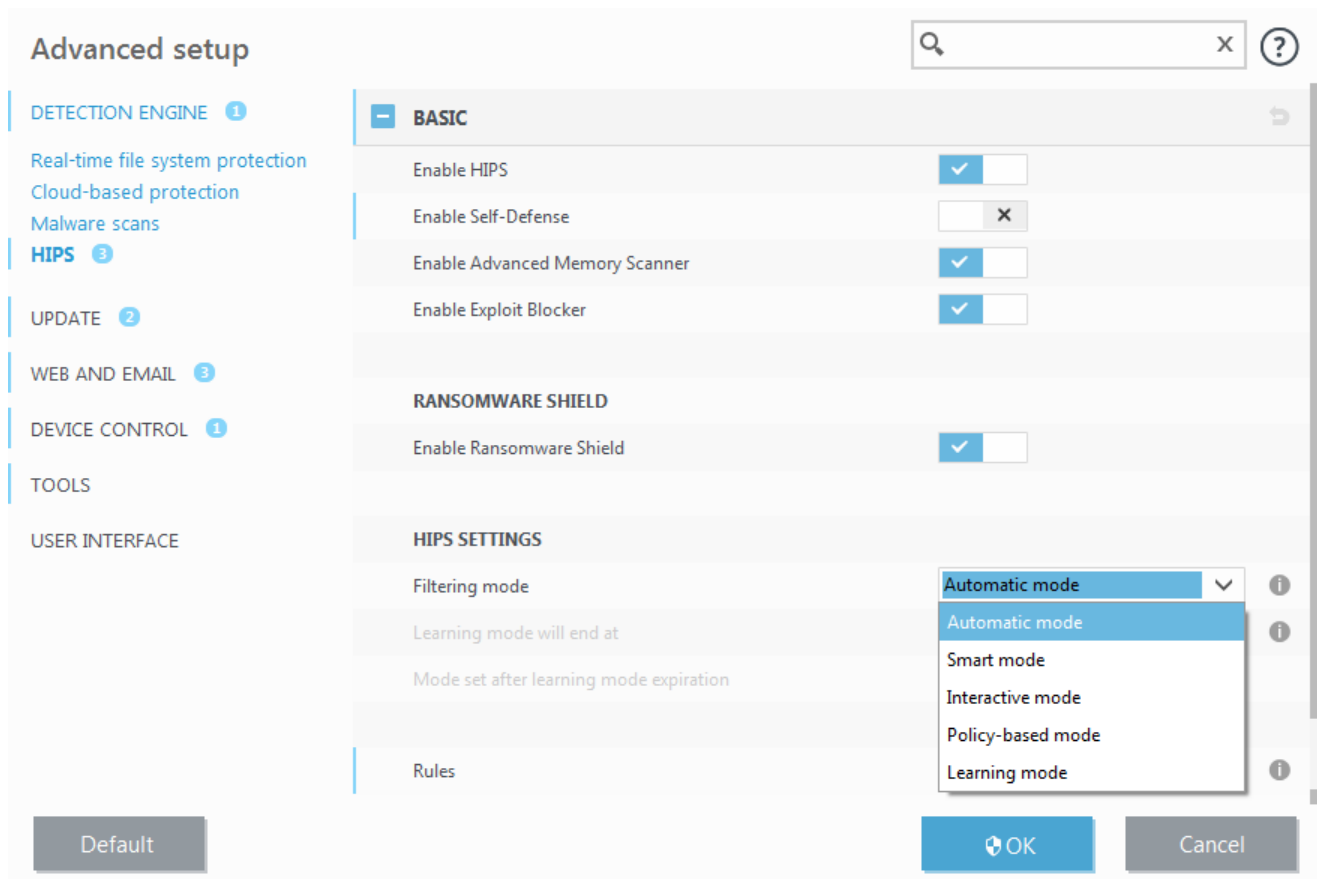 Advanced setup
x
?
DETECTION ENGINE 1
Real-time file system protection
Cloud-based protection
Malware scans
HIPS 3
UPDATE 2
WEB AND EMAIL 3
DEVICE CONTROL 1
TOOLS
USER INTERFACE
BASIC
Enable HIPS
Enable Self-Defense
Enable Advanced Memory Scanner
Enable Exploit Blocker
RANSOMWARE SHIELD
Enable Ransomware Shield
HIPS SETTINGS
Filtering mode
Automatic mode
Automatic mode
Smart mode
Interactive mode
Policy-based mode
Learning mode
Learning mode will end at
Mode set after learning mode expiration
Rules
Default
OK
Cancel